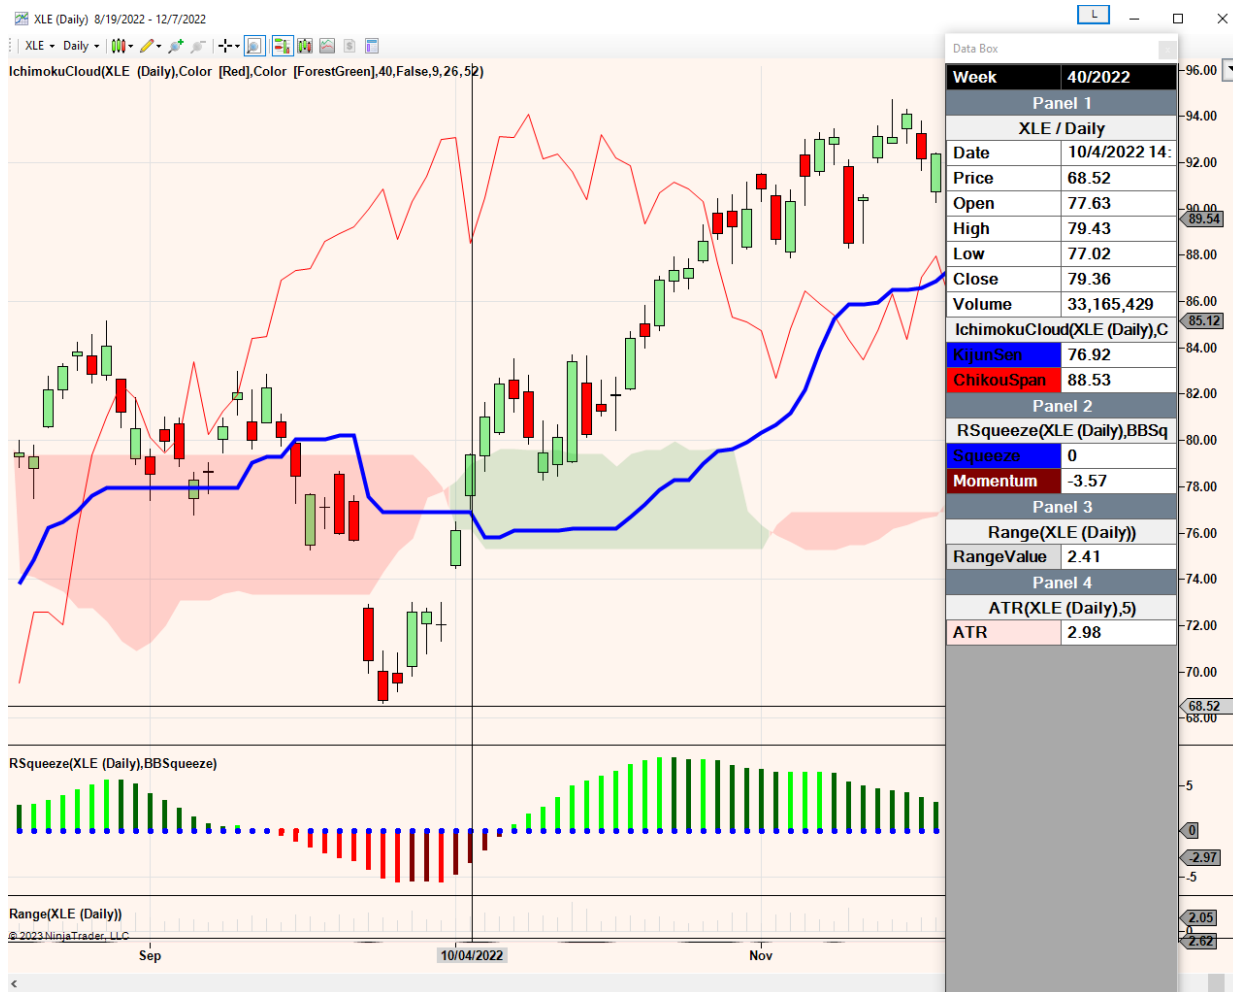 XLE (Daily)  8/19/2022 - 12/7/2022
L
XLE Daily
IchimokuCloud(XLE (Daily),Color [Red],Color [ForestGreen],40,False,9,26,52)
Data Box
Week 40/2022
Panel 1
XLE / Daily
Date 10/4/2022 14:
Price 68.52
Open 77.63
High 79.43
Low 77.02
Close 79.36
Volume 33,165,429
IchimokuCloud(XLE (Daily),C
KijunSen 76.92
ChikouSpan 88.53
Panel 2
RSqueeze(XLE (Daily),BBSq
Squeeze 0
Momentum -3.57
Panel 3
Range(XLE (Daily))
RangeValue 2.41
Panel 4
ATR(XLE (Daily),5)
ATR 2.98
96.00
94.00
92.00
90.00
89.54
88.00
86.00
85.12
84.00
82.00
80.00
78.00
76.00
74.00
72.00
70.00
68.52
68.00
RSqueeze(XLE (Daily),BBSqueeze)
5
0
-2.97
-5
Range(XLE (Daily))
2.05
0
2.62
© 2023 NinjaTrader, LLC
Sep 10/04/2022 Nov